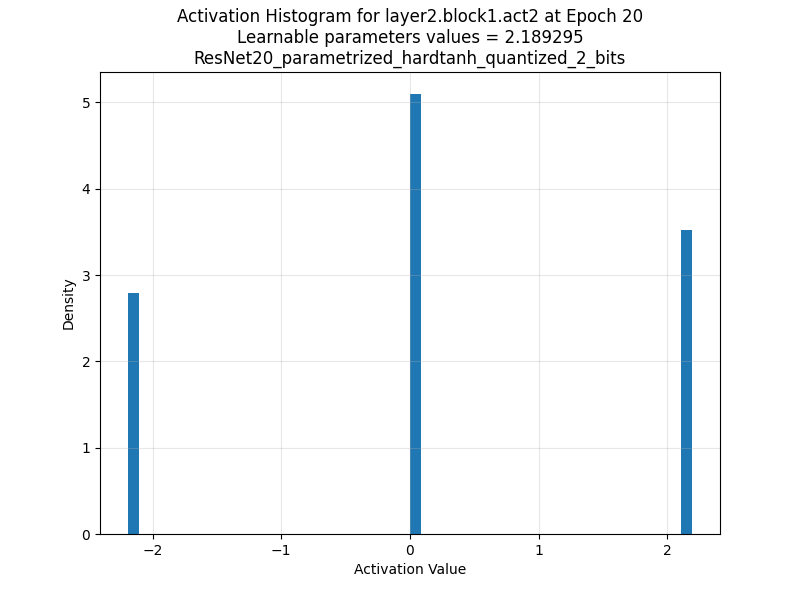 Activation Histogram for layer2.block1.act2 at Epoch 20
Learnable parameters values = 2.189295
ResNet20_parametrized_hardtanh_quantized_2_bits
5
4
3
2
1
0
Density
−2
−1
0
1
2
Activation Value